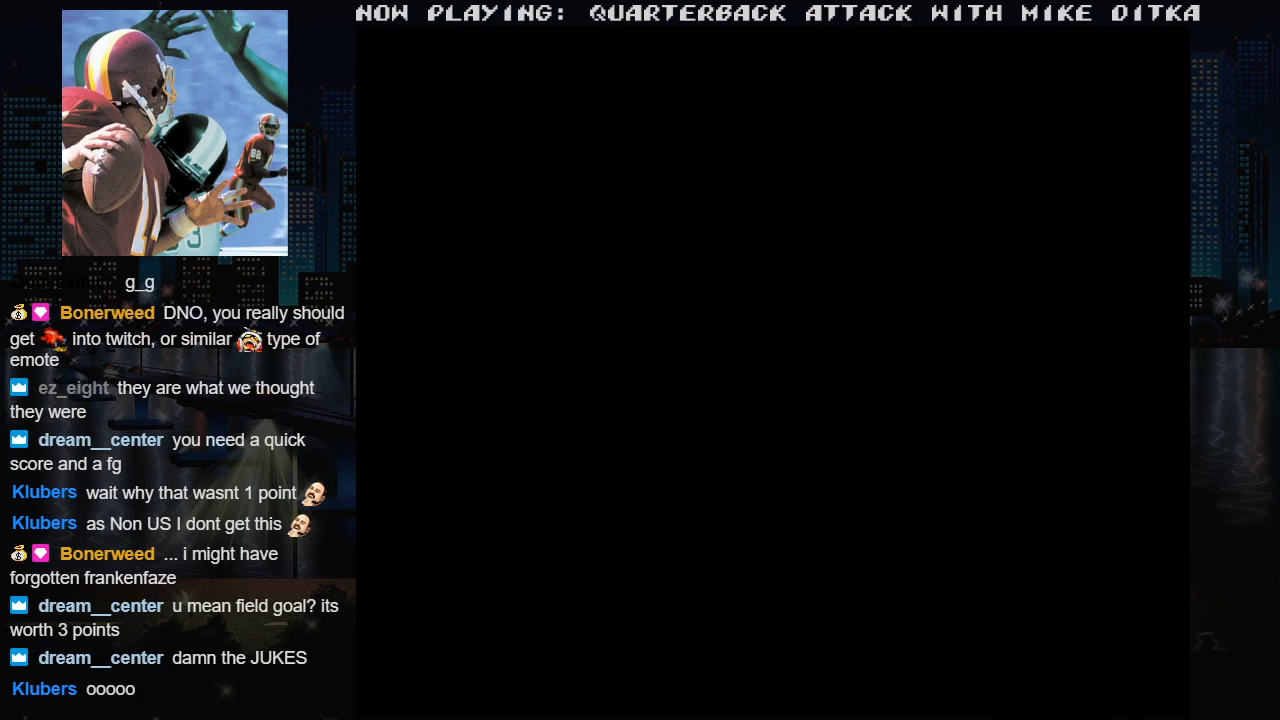 NOW PLAYING: QUARTERBACK ATTACK WITH MIKE DITKA
82
g_g
Bonerweed DNO, you really should
get into twitch, or similar type of
emote
ez_eight they are what we thought
they were
dream__center you need a quick
score and a fg
Klubers wait why that wasnt 1 point
Klubers as Non US I dont get this
Bonerweed ... i might have
forgotten frankenfaze
dream__center u mean field goal? its
worth 3 points
dream__center damn the JUKES
Klubers ooooo